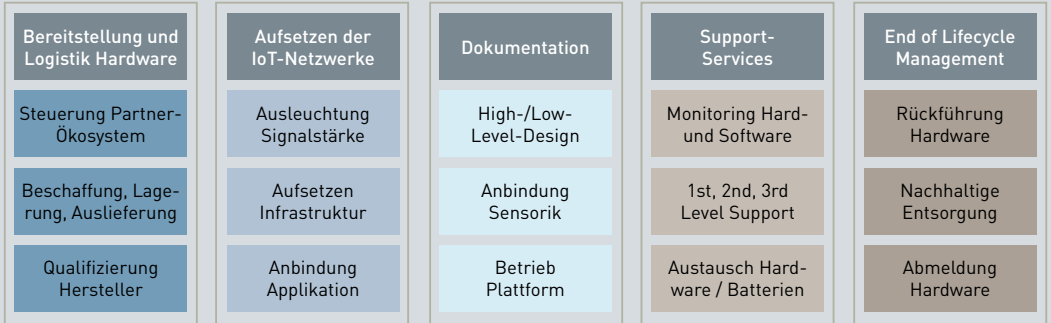 Bereitstellung und
Logistik Hardware
Steuerung Partner-
Ökosystem
Beschaffung, Lage-
rung, Auslieferung
Qualifizierung
Hersteller
Aufsetzen der
IoT-Netzwerke
Ausleuchtung
Signalstärke
Aufsetzen
Infrastruktur
Anbindung
Applikation
Dokumentation
High-/Low-
Level-Design
Anbindung
Sensorik
Betrieb
Plattform
Support-
Services
Monitoring Hard-
und Software
1st, 2nd, 3rd
Level Support
Austausch Hard-
ware / Batterien
End of Lifecycle
Management
Rückführung
Hardware
Nachhaltige
Entsorgung
Abmeldung
Hardware